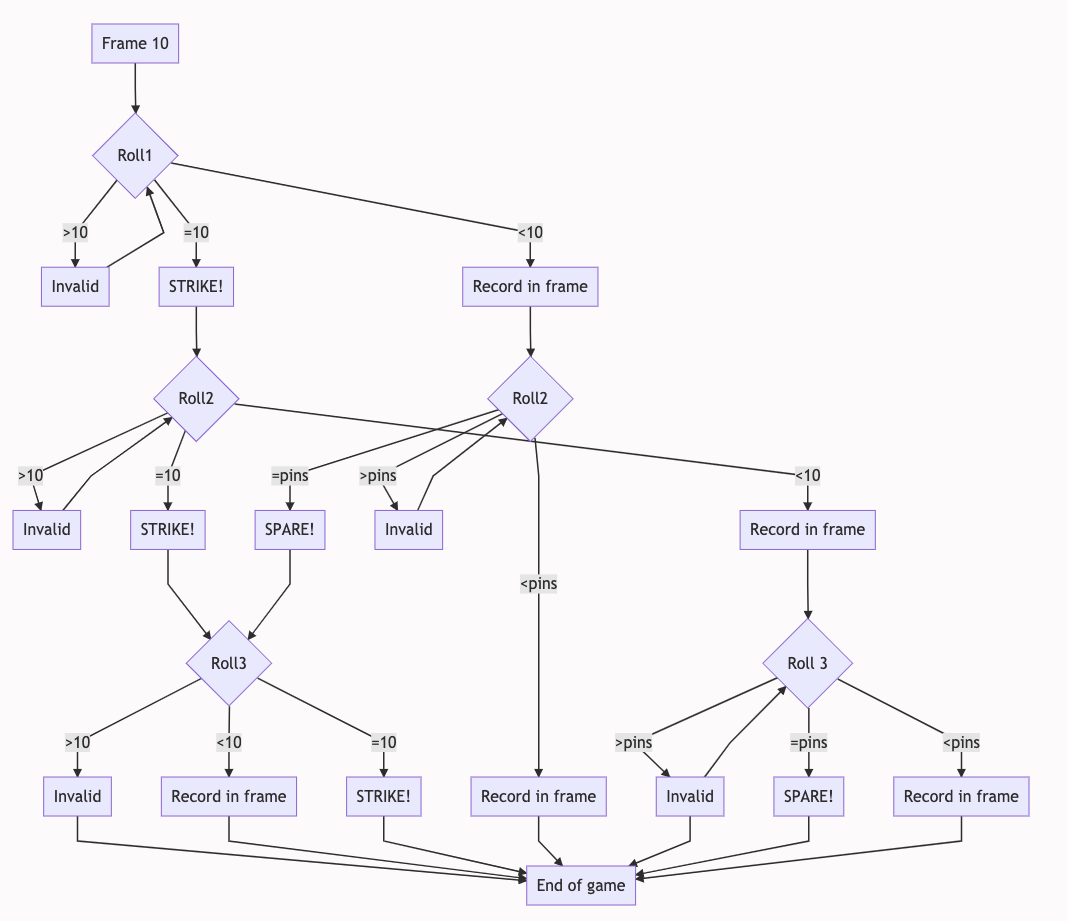 Frame 10
Roll1
>10
=10
<10
Invalid
STRIKE!
Record in frame
Roll2
Roll2
>10
=10
=pins
>pins
<10
Invalid
STRIKE!
SPARE!
Invalid
Record in frame
<pins
Roll3
Roll 3
>10
<10
=10
>pins
=pins
<pins
Invalid
Record in frame
STRIKE!
Record in frame
Invalid
SPARE!
Record in frame
End of game